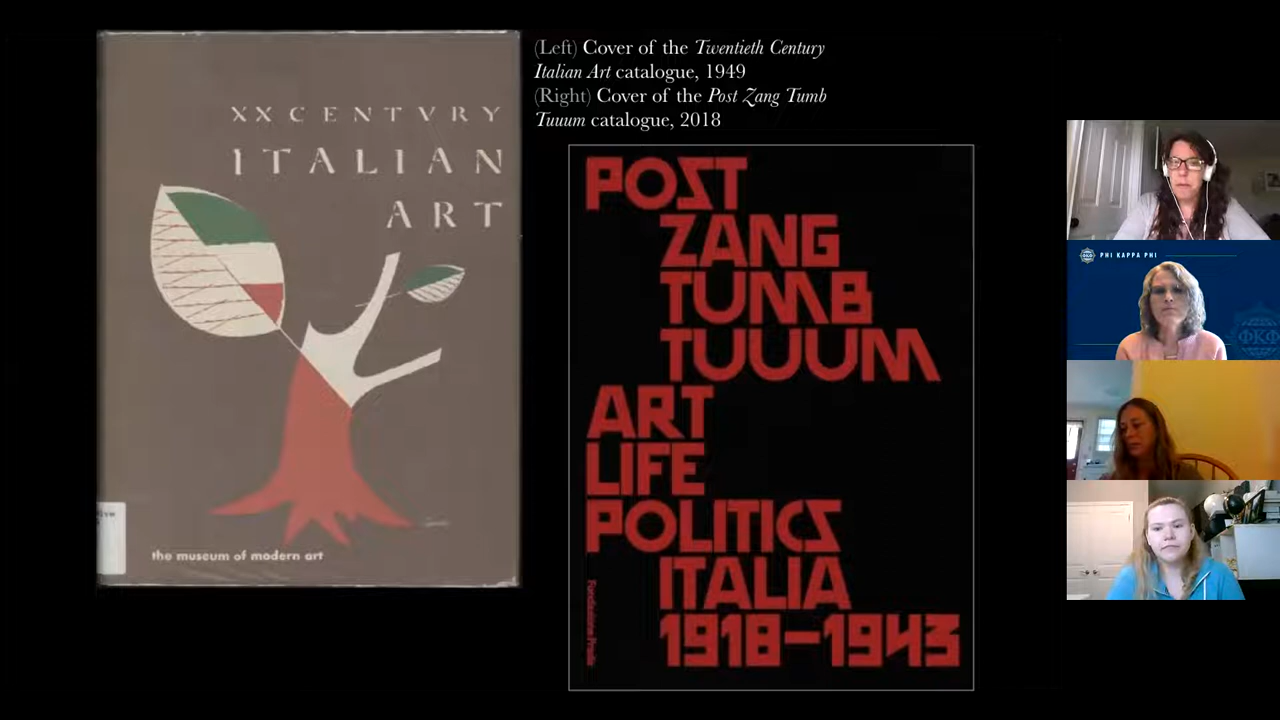 (Left) Cover of the Twentieth Century
Italian Art catalogue, 1949
(Right) Cover of the Post Zang Tumb
Tuuum catalogue, 2018
XX CENTVRY
ITALIAN
ART
the museum of modern art
POST
ZANG
TUMB
TUUUM
ART
LIFE
POLITICS
ITALIA
1918–1943
Fondazione Prada
PHI KAPPA PHI
ΦΚΦ